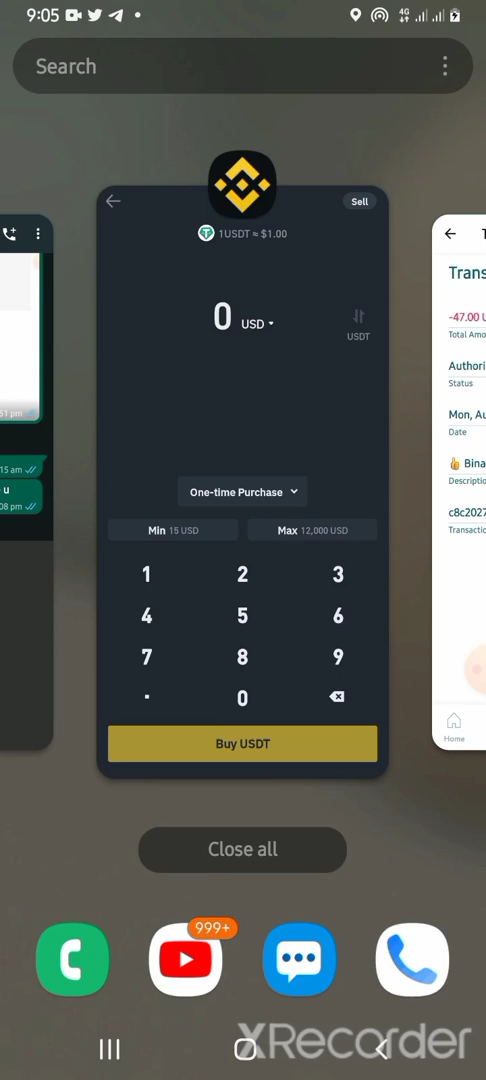 9:05
4G
Search
Sell
1USDT ≈ $1.00
0 USD
USDT
-47.00 U
Total Amo
Authori
Status
Mon, Au
Date
👍 Bina
Descriptio
c8c2027
Transactio
51 pm
15 am
u
08 pm
One-time Purchase
Min 15 USD
Max 12,000 USD
1 2 3
4 5 6
7 8 9
. 0
Buy USDT
Trans
Home
Close all
999+
XRecorder